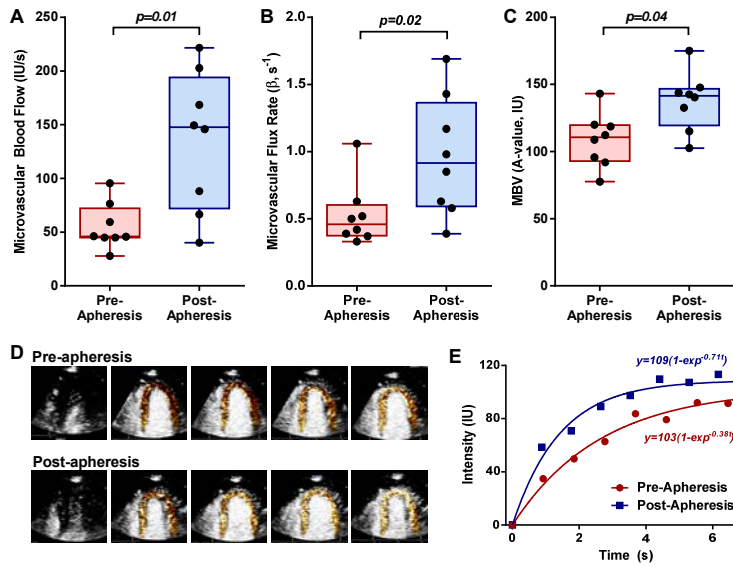 A
p=0.01
Microvascular Blood Flow (IU/s)
250
200
150
100
50
0
Pre-
Apheresis
Post-
Apheresis
B
p=0.02
Microvascular Flux Rate (β, s-1)
2.0
1.5
1.0
0.5
0.0
Pre-
Apheresis
Post-
Apheresis
C
p=0.04
MBV (A-value, IU)
200
150
100
50
0
Pre-
Apheresis
Post-
Apheresis
D
Pre-apheresis
Post-apheresis
E
y=109(1-exp-0.71t)
y=103(1-exp-0.38t)
Intensity (IU)
120
80
40
0
0
2
4
6
Time (s)
Pre-Apheresis
Post-Apheresis